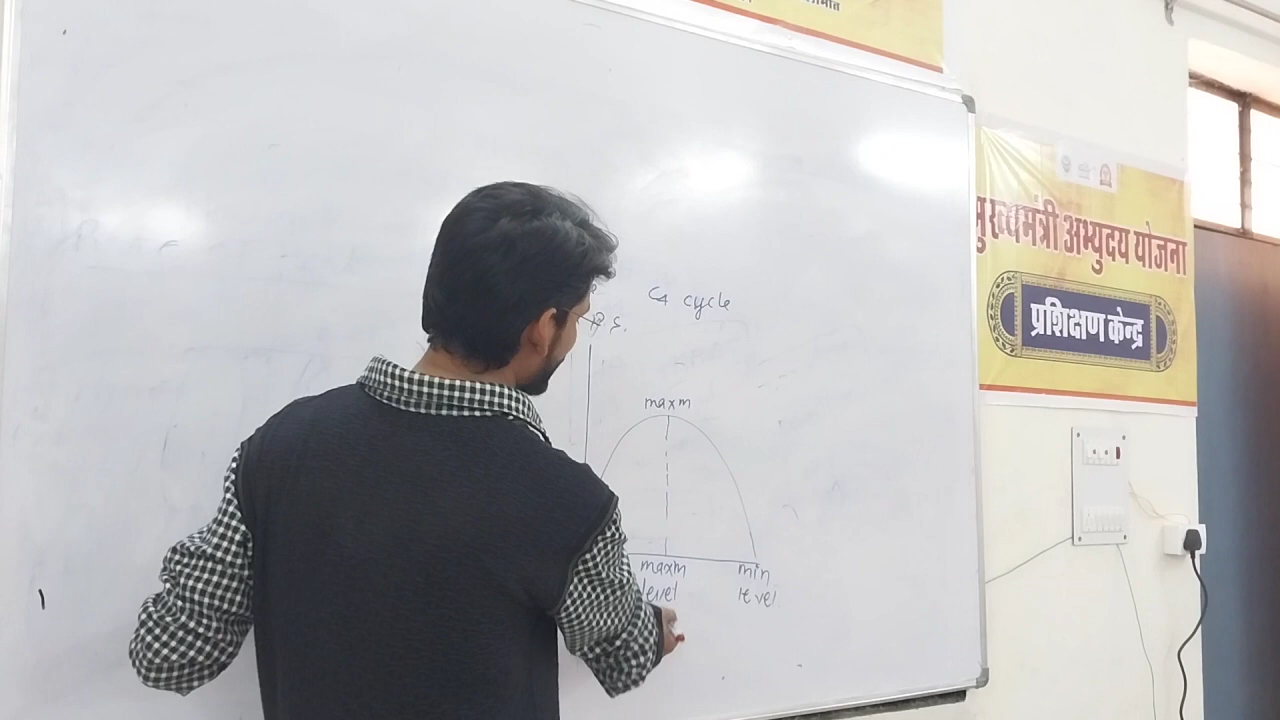 C4 cycle
P.S.
maxm
maxm
level
min
level
मुख्यमंत्री अभ्युदय योजना
प्रशिक्षण केन्द्र